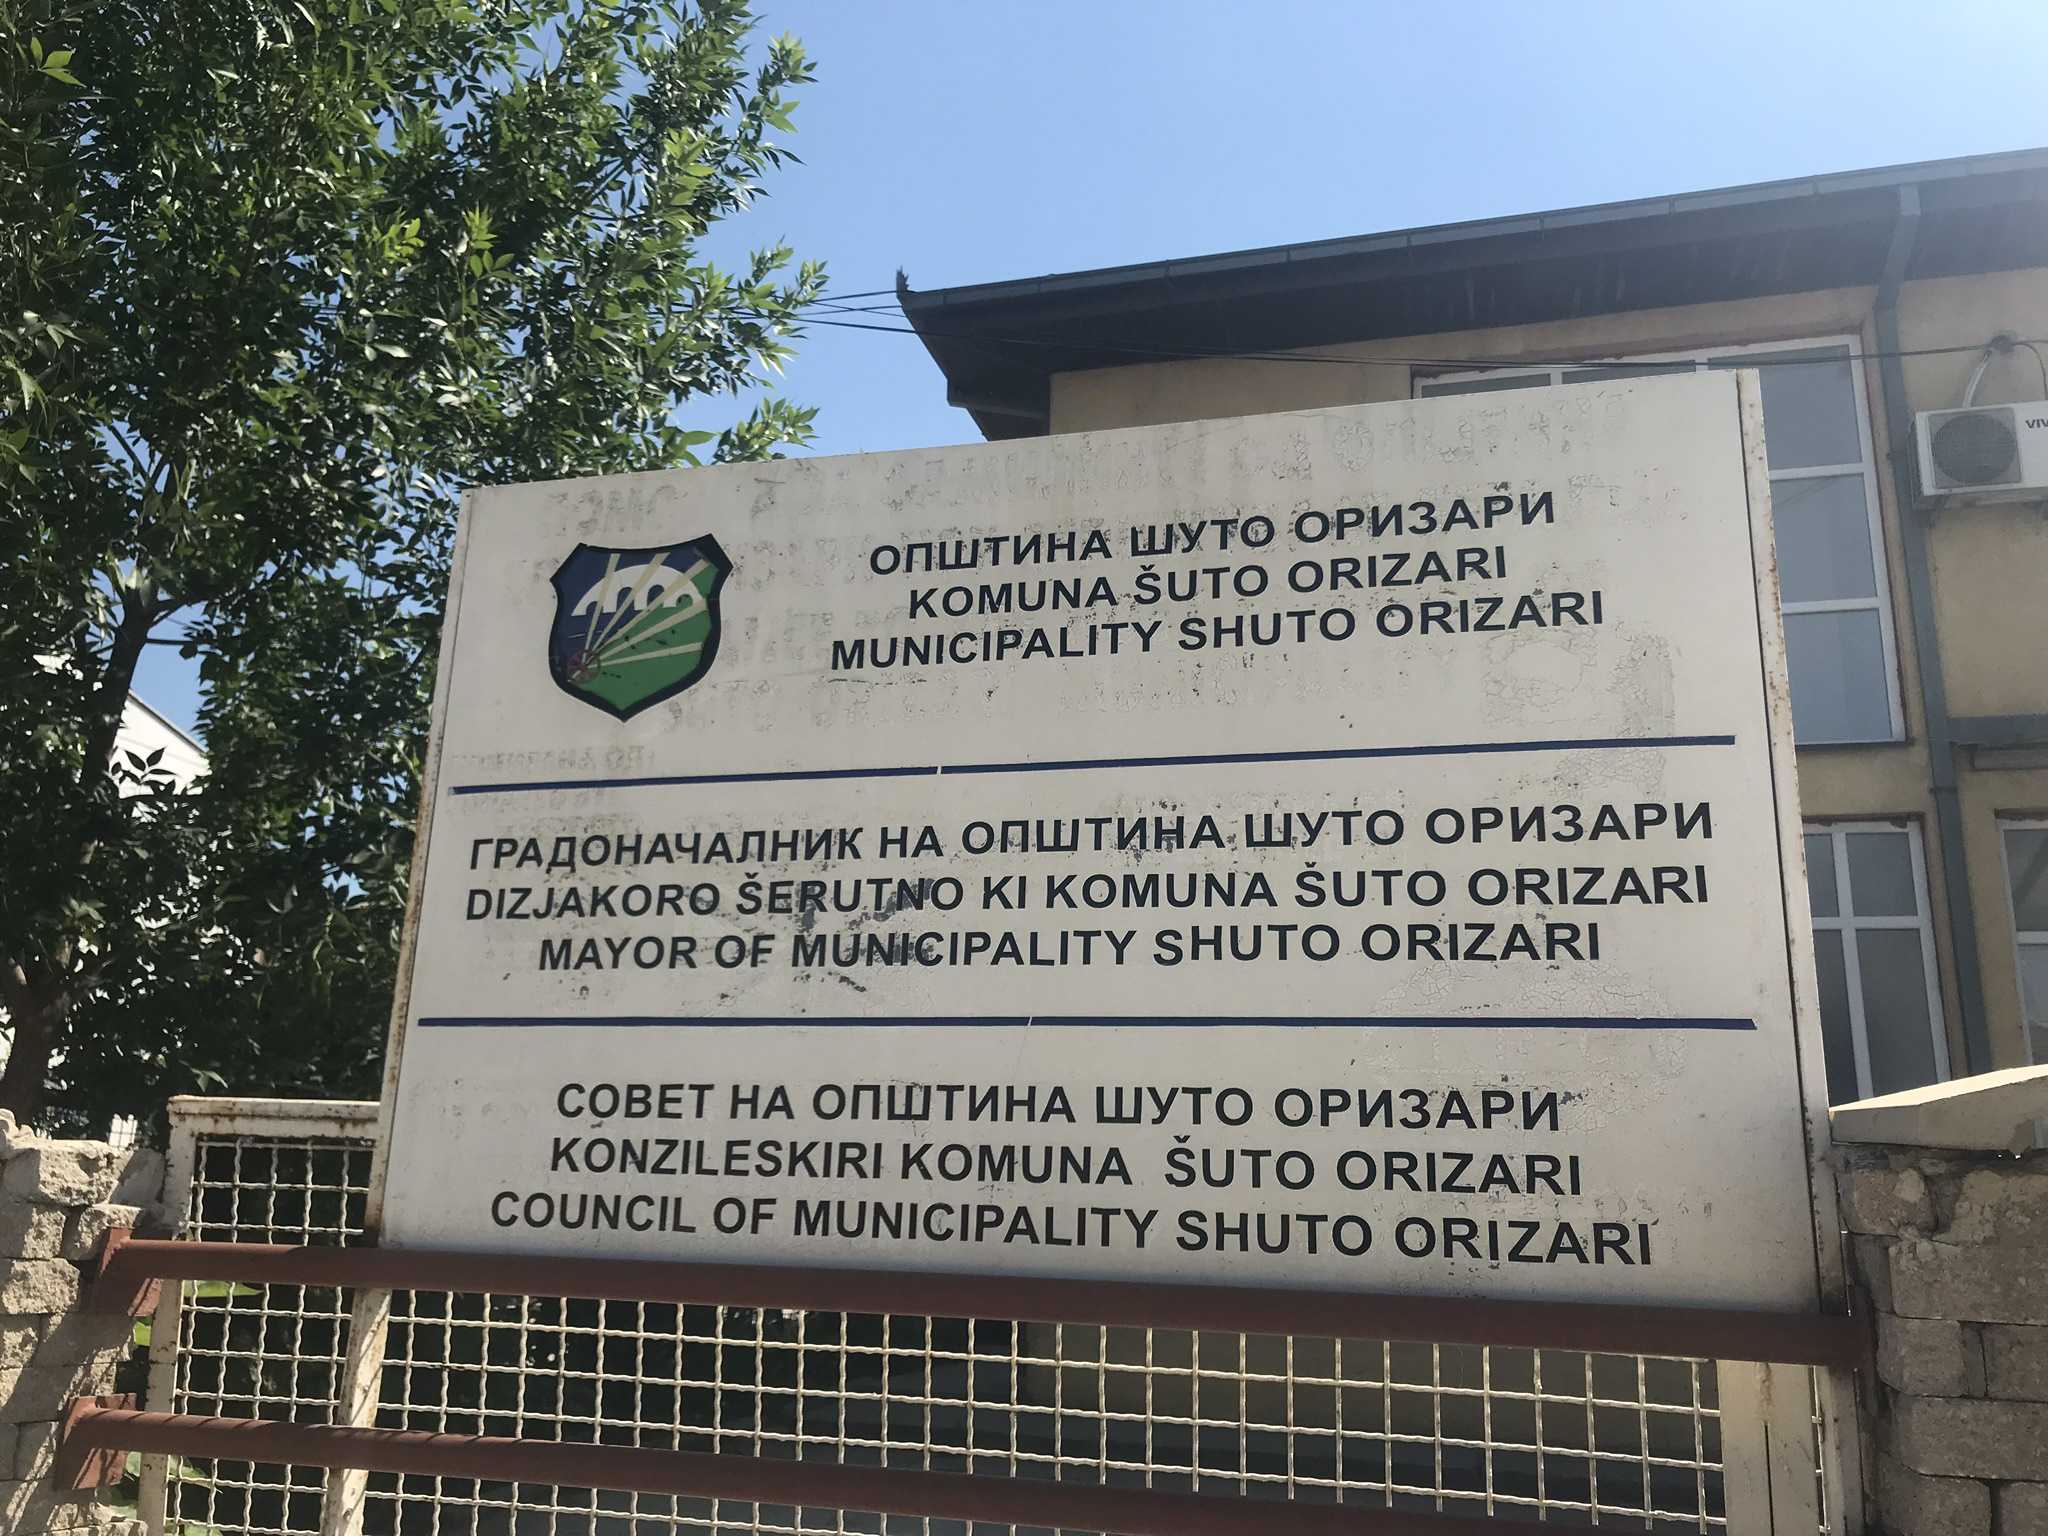 ОПШТИНА ШУТО ОРИЗАРИ
KOMUNA ŠUTO ORIZARI
MUNICIPALITY SHUTO ORIZARI
ГРАДОНАЧАЛНИК НА ОПШТИНА ШУТО ОРИЗАРИ
DIZJAKORO ŠERUTNO KI KOMUNA ŠUTO ORIZARI
MAYOR OF MUNICIPALITY SHUTO ORIZARI
СОВЕТ НА ОПШТИНА ШУТО ОРИЗАРИ
KONZILESKIRI KOMUNA ŠUTO ORIZARI
COUNCIL OF MUNICIPALITY SHUTO ORIZARI